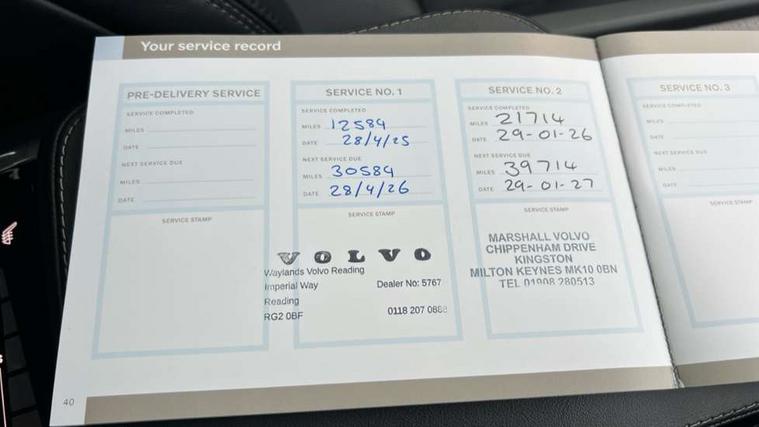 Your service record
PRE-DELIVERY SERVICE
SERVICE COMPLETED
MILES
DATE
NEXT SERVICE DUE
MILES
DATE
SERVICE STAMP
SERVICE NO. 1
SERVICE COMPLETED
MILES 12584
DATE 28/4/25
NEXT SERVICE DUE
MILES 30584
DATE 28/4/26
SERVICE STAMP
VOLVO
Waylands Volvo Reading
Imperial Way Dealer No: 5767
Reading
RG2 0BF 0118 207 0888
SERVICE NO. 2
SERVICE COMPLETED
MILES 21714
DATE 29-01-26
NEXT SERVICE DUE
MILES 39714
DATE 29-01-27
SERVICE STAMP
MARSHALL VOLVO
CHIPPENHAM DRIVE
KINGSTON
MILTON KEYNES MK10 0BN
TEL 01908 280513
SERVICE NO. 3
SERVICE COMPLETED
MILES
DATE
NEXT SERVICE DUE
MILES
DATE
SERVICE STAMP
40